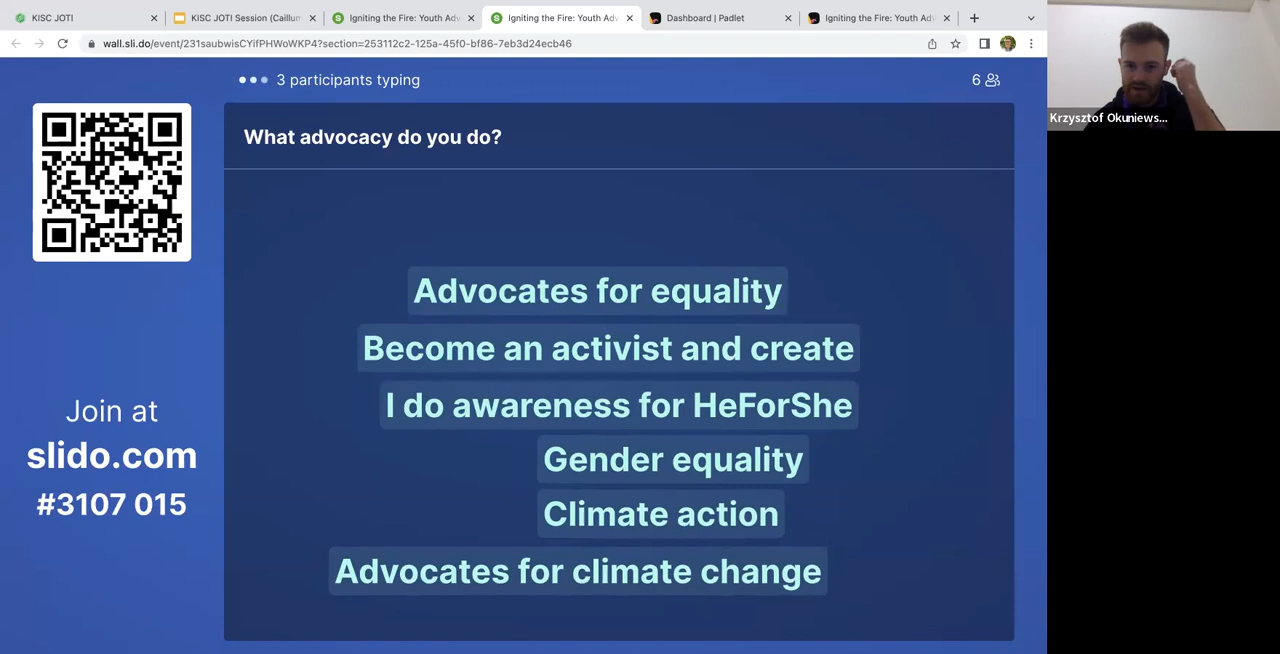 KISC JOTI
KISC JOTI Session (Caillum
Igniting the Fire: Youth Adv
Igniting the Fire: Youth Adv
Dashboard | Padlet
Igniting the Fire: Youth Adv
wall.sli.do/event/231saubwisCYifPHWoWKP4?section=253112c2-125a-45f0-bf86-7eb3d24ecb46
3 participants typing
6
Krzysztof Okuniews...
What advocacy do you do?
Advocates for equality
Become an activist and create
I do awareness for HeForShe
Gender equality
Climate action
Advocates for climate change
Join at
slido.com
#3107 015